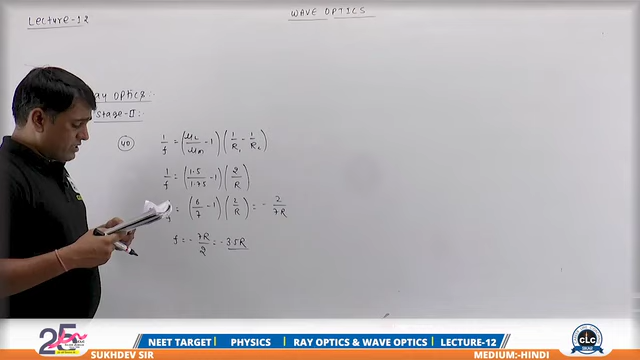 Lecture-12
WAVE OPTICS
ay Optics:-
Stage-II
40
1/f = (μL/μm - 1) (1/R1 - 1/R2)
1/f = (1.5/1.75 - 1) (2/R)
= (6/7 - 1) (2/R) = - 2/7R
f = - 7R/2 = - 3.5R
25
NEET TARGET | PHYSICS | RAY OPTICS & WAVE OPTICS | LECTURE-12
CLC
SUKHDEV SIR
MEDIUM:-HINDI